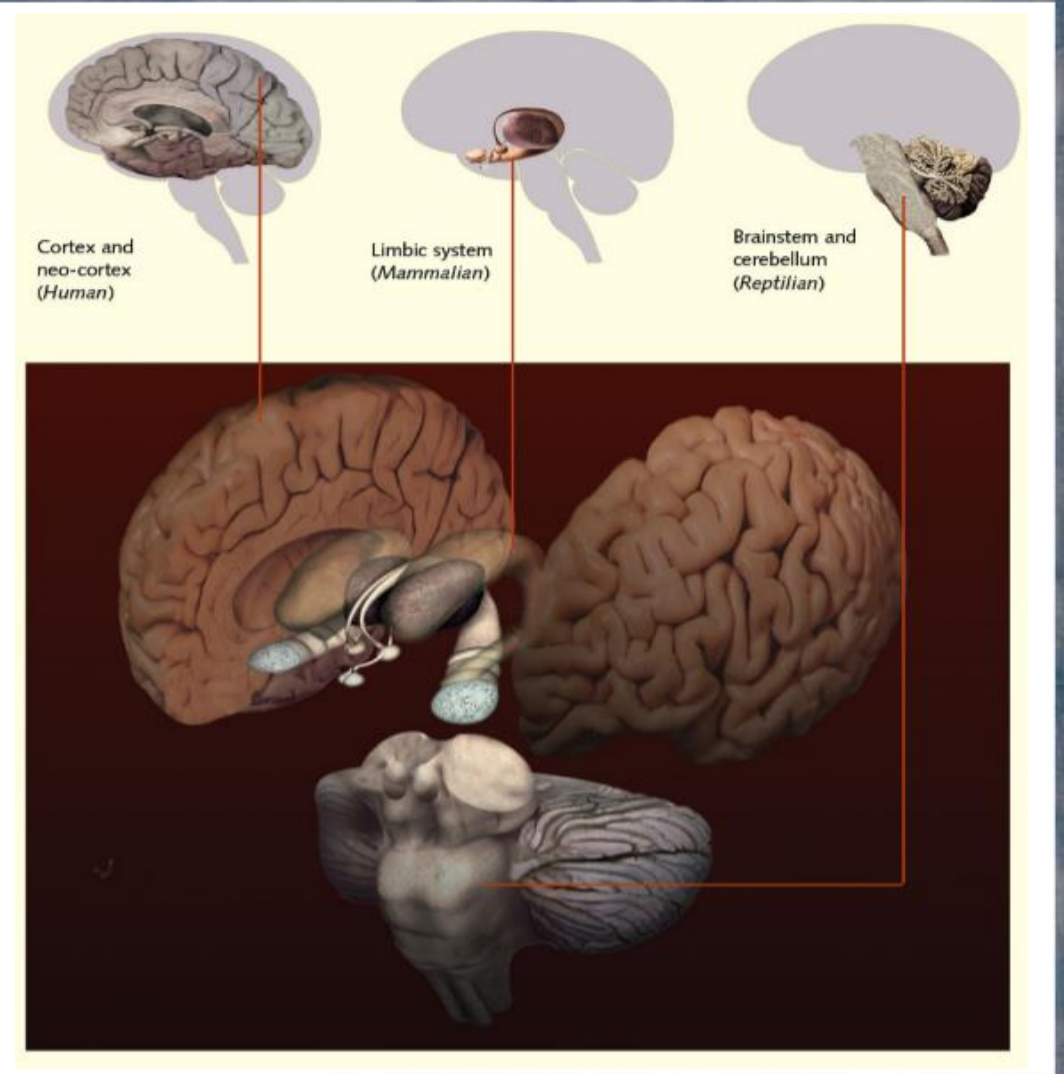 Cortex and
neo-cortex
(Human)
Limbic system
(Mammalian)
Brainstem and
cerebellum
(Reptilian)